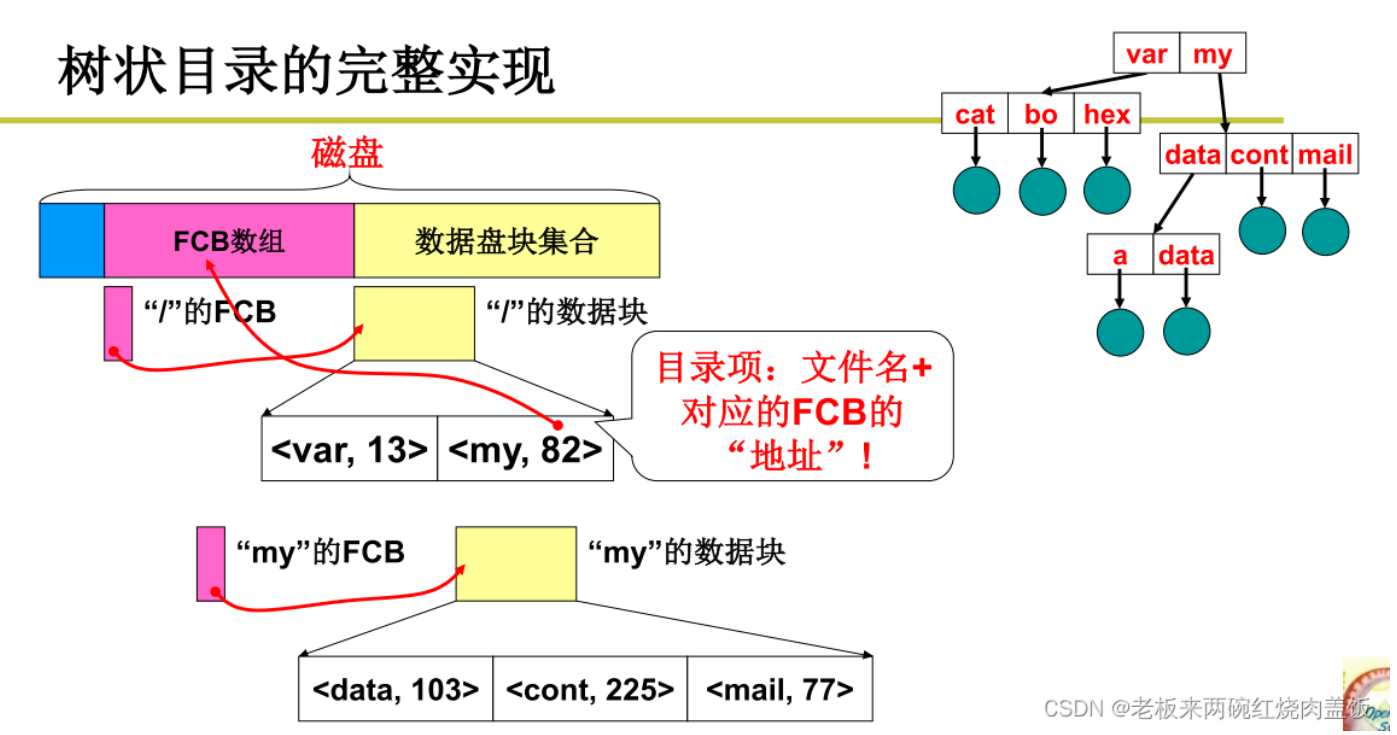 树状目录的完整实现
var my
cat bo hex
data cont mail
a data
磁盘
FCB数组 数据盘块集合
“/”的FCB “/”的数据块
目录项：文件名+
对应的FCB的
“地址”！
<var, 13> <my, 82>
“my”的FCB “my”的数据块
<data, 103> <cont, 225> <mail, 77>
CSDN @老板来两碗红烧肉盖饭